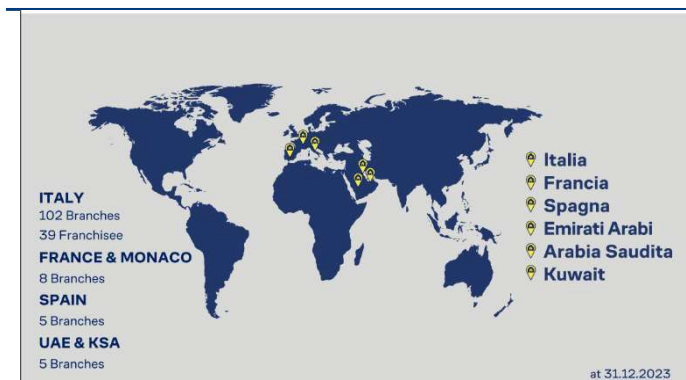 ITALY
102 Branches
39 Franchisee
FRANCE & MONACO
8 Branches
SPAIN
5 Branches
UAE & KSA
5 Branches
Italia
Francia
Spagna
Emirati Arabi
Arabia Saudita
Kuwait
at 31.12.2023